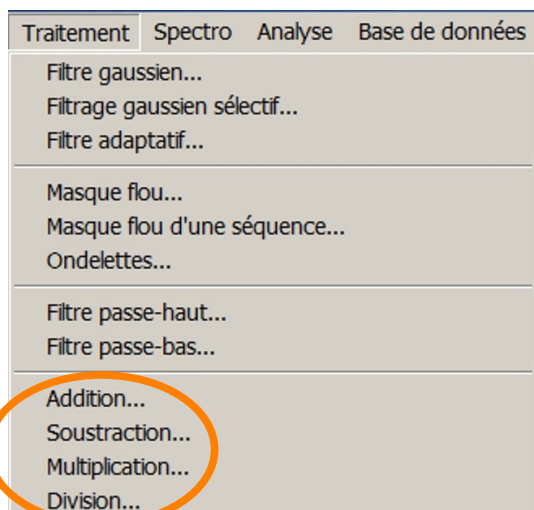 Traitement Spectro Analyse Base de données
Filtre gaussien...
Filtrage gaussien sélectif...
Filtre adaptatif...
Masque flou...
Masque flou d'une séquence...
Ondelettes...
Filtre passe-haut...
Filtre passe-bas...
Addition...
Soustraction...
Multiplication...
Division...